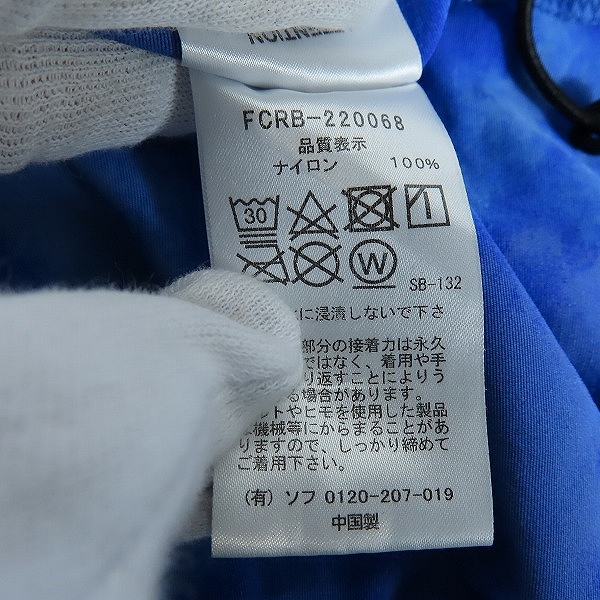 ATTENTION
FCRB-220068
品質表示
ナイロン 100%
30
W
SB-132
に浸漬しないで下さ
部分の接着力は永久
ではなく、着用や手
り返すことによりう
る場合があります。
トやヒモを使用した製品
機械等にからまることがあ
りますので、しっかり締めて
ご着用下さい。
(有) ソフ 0120-207-019
中国製